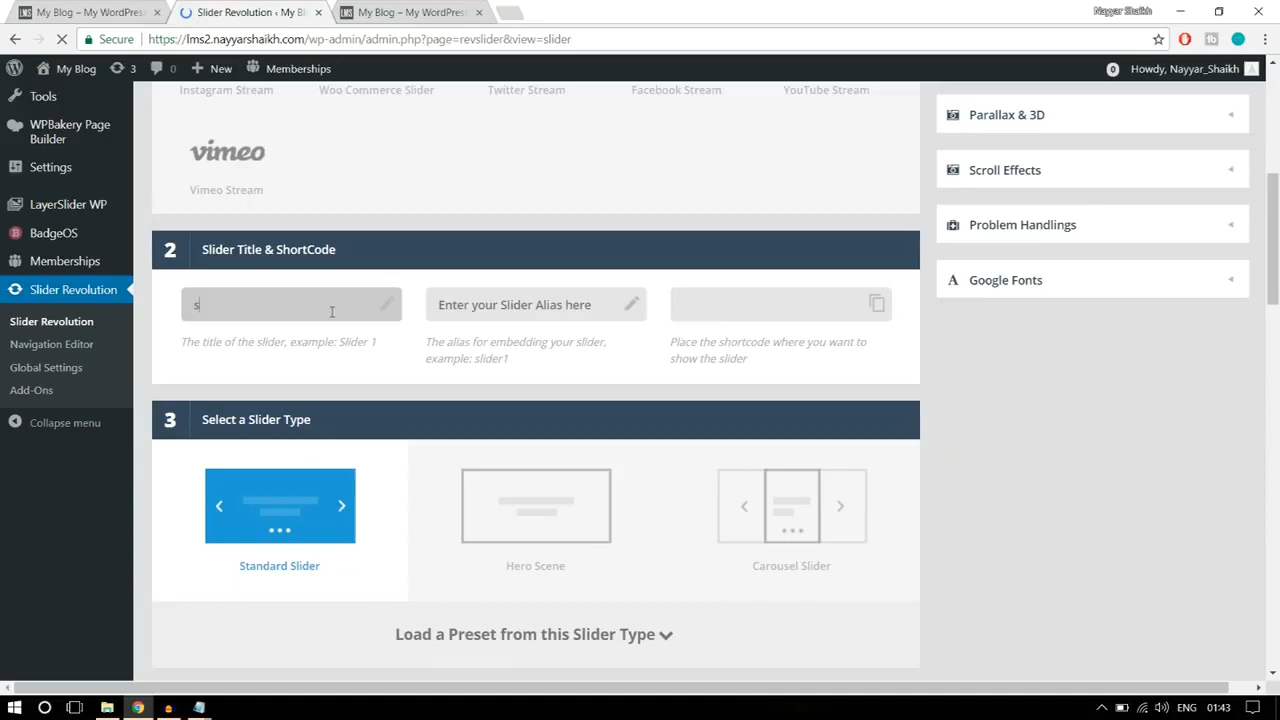 My Blog – My WordPress
Slider Revolution ‹ My Bl
My Blog – My WordPress
Nayyar Shaikh
Secure
https://lms2.nayyarshaikh.com/wp-admin/admin.php?page=revslider&view=slider
My Blog
3
0
New
Memberships
0
Howdy, Nayyar_Shaikh
Tools
WPBakery Page
Builder
Settings
LayerSlider WP
BadgeOS
Memberships
Slider Revolution
Slider Revolution
Navigation Editor
Global Settings
Add-Ons
Collapse menu
Instagram Stream
Woo Commerce Slider
Twitter Stream
Facebook Stream
YouTube Stream
vimeo
Vimeo Stream
2
Slider Title & ShortCode
s
Enter your Slider Alias here
The title of the slider, example: Slider 1
The alias for embedding your slider,
example: slider1
Place the shortcode where you want to
show the slider
3
Select a Slider Type
Standard Slider
Hero Scene
Carousel Slider
Load a Preset from this Slider Type
Parallax & 3D
Scroll Effects
Problem Handlings
A
Google Fonts
ENG
01:43